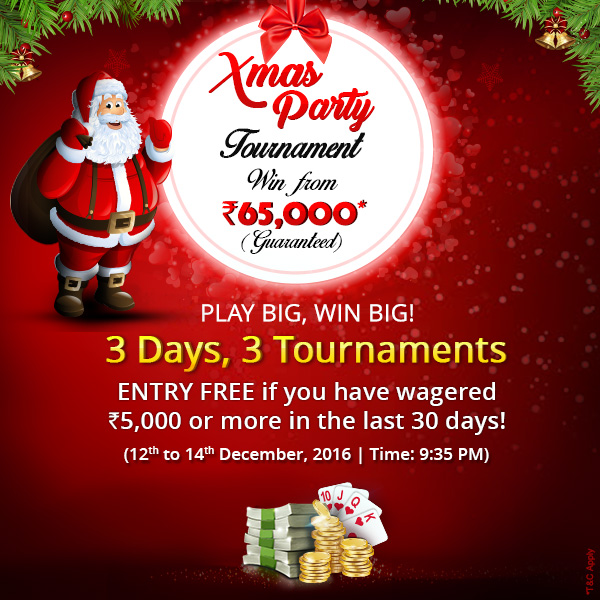 Xmas
Party
Tournament
Win from
₹65,000*
(Guaranteed)
PLAY BIG, WIN BIG!
3 Days, 3 Tournaments
ENTRY FREE if you have wagered
₹5,000 or more in the last 30 days!
(12th to 14th December, 2016 | Time: 9:35 PM)
10 J Q K
*T&C Apply